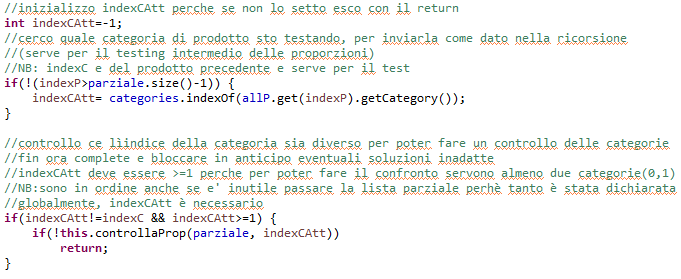 //inizializzo indexCAtt perche se non lo setto esco con il return
int indexCAtt=-1;
//cerco quale categoria di prodotto sto testando, per inviarla come dato nella ricorsione
//(serve per il testing intermedio delle proporzioni)
//NB: indexC e del prodotto precedente e serve per il test
if(!(indexP>parziale.size()-1)) {
indexCAtt= categories.indexOf(allP.get(indexP).getCategory());
}
//controllo ce lìindice della categoria sia diverso per poter fare un controllo delle categorie
//fin ora complete e bloccare in anticipo eventuali soluzioni inadatte
//indexCAtt deve essere >=1 perche per poter fare il confronto servono almeno due categorie(0,1)
//NB:sono in ordine anche se e' inutile passare la lista parziale perhè tanto è stata dichiarata
//globalmente, indexCAtt è necessario
if(indexCAtt!=indexC && indexCAtt>=1) {
if(!this.controllaProp(parziale, indexCAtt))
return;
}